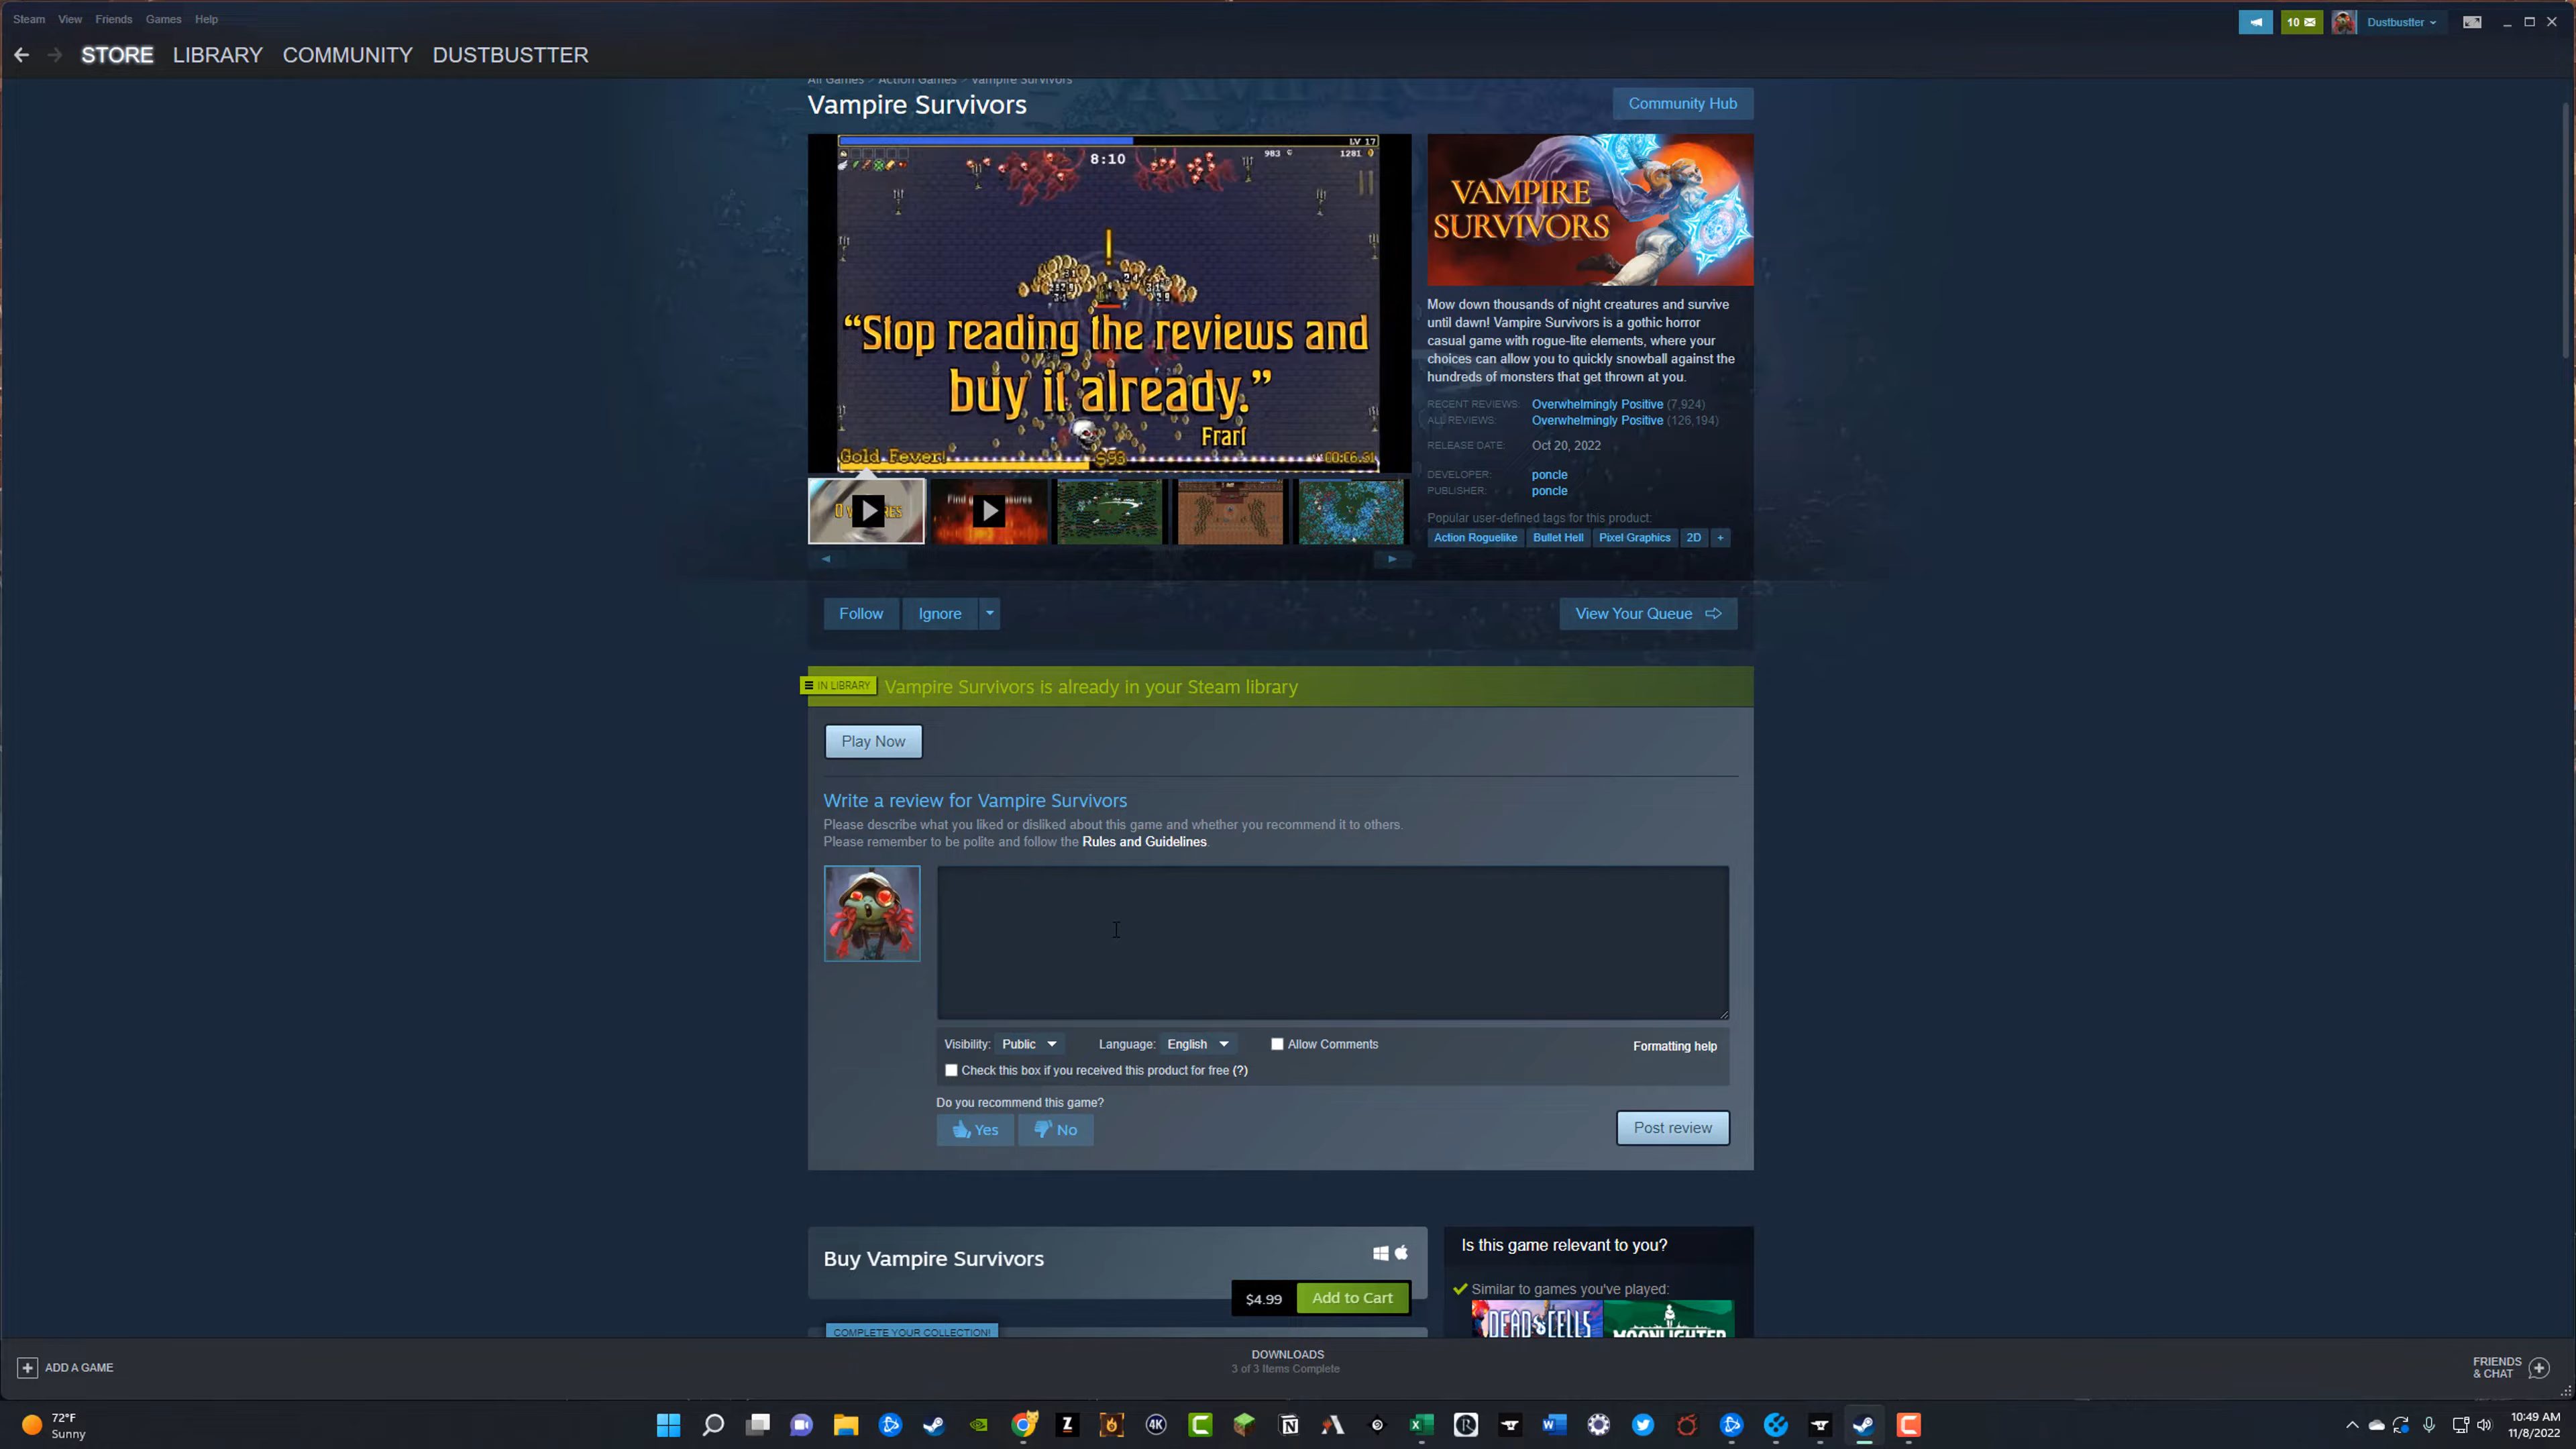 Steam View Friends Games Help
10 Dustbustter
STORE LIBRARY COMMUNITY DUSTBUSTTER
All Games > Action Games > Vampire Survivors
Vampire Survivors
Community Hub
LV 17
8:10
983
1281
“Stop reading the reviews and
buy it already.”
Frarf
Gold Fever!
$93
VAMPIRE
SURVIVORS
Mow down thousands of night creatures and survive
until dawn! Vampire Survivors is a gothic horror
casual game with rogue-lite elements, where your
choices can allow you to quickly snowball against the
hundreds of monsters that get thrown at you.
RECENT REVIEWS: Overwhelmingly Positive (7,924)
ALL REVIEWS: Overwhelmingly Positive (126,194)
RELEASE DATE: Oct 20, 2022
DEVELOPER: poncle
PUBLISHER: poncle
Popular user-defined tags for this product:
Action Roguelike Bullet Hell Pixel Graphics 2D +
Follow Ignore
View Your Queue
IN LIBRARY Vampire Survivors is already in your Steam library
Play Now
Write a review for Vampire Survivors
Please describe what you liked or disliked about this game and whether you recommend it to others.
Please remember to be polite and follow the Rules and Guidelines.
Visibility: Public Language: English Allow Comments Formatting help
Check this box if you received this product for free (?)
Do you recommend this game?
Yes No
Post review
Buy Vampire Survivors
$4.99 Add to Cart
COMPLETE YOUR COLLECTION!
Is this game relevant to you?
Similar to games you've played:
DEAD CELLS
MOONLIGHTER
ADD A GAME
DOWNLOADS
3 of 3 Items Complete
FRIENDS
& CHAT
72°F
Sunny
10:49 AM
11/8/2022